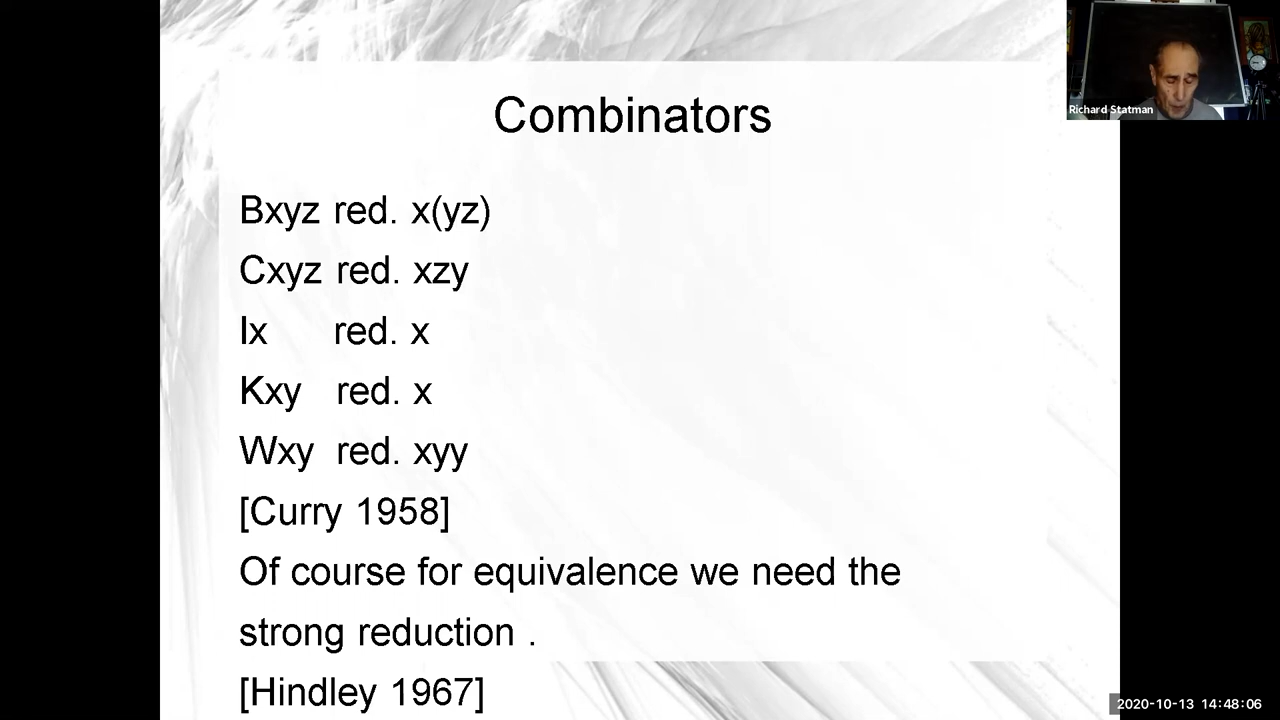 Combinators
Richard Statman
Bxyz red. x(yz)
Cxyz red. xzy
Ix red. x
Kxy red. x
Wxy red. xyy
[Curry 1958]
Of course for equivalence we need the
strong reduction .
[Hindley 1967]
2020-10-13 14:48:06